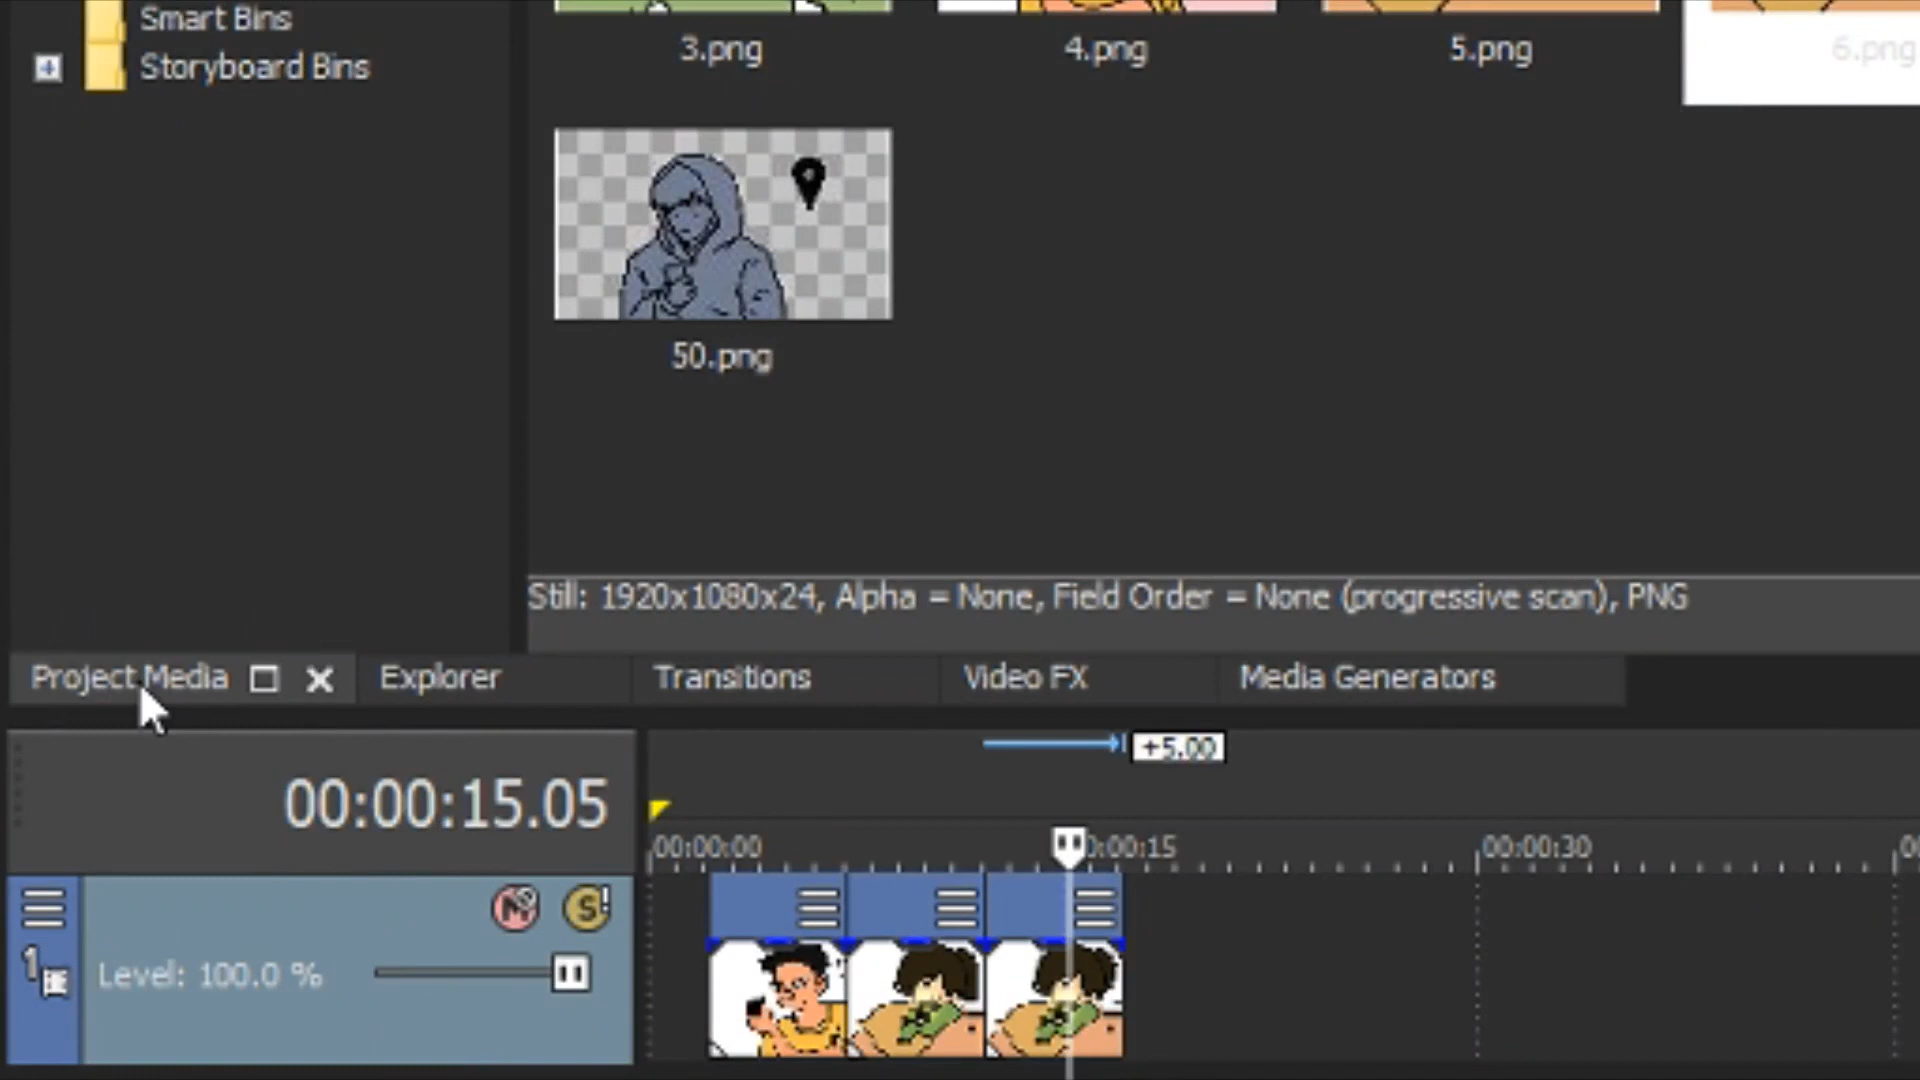 Smart Bins
Storyboard Bins
3.png
4.png
5.png
6.png
50.png
Still: 1920x1080x24, Alpha = None, Field Order = None (progressive scan), PNG
Project Media
Explorer
Transitions
Video FX
Media Generators
+5.00
00:00:15.05
00:00:00
0:00:15
00:00:30
M
S
1
Level: 100.0 %